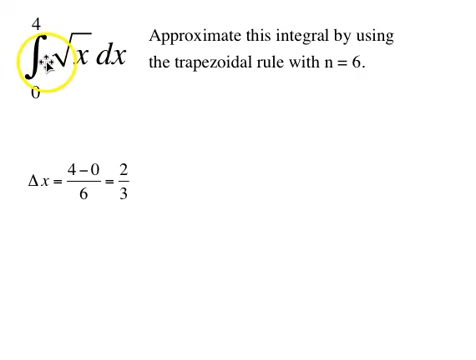 4
∫ √x dx
0
Approximate this integral by using
the trapezoidal rule with n = 6.
Δx = (4 − 0)/6 = 2/3